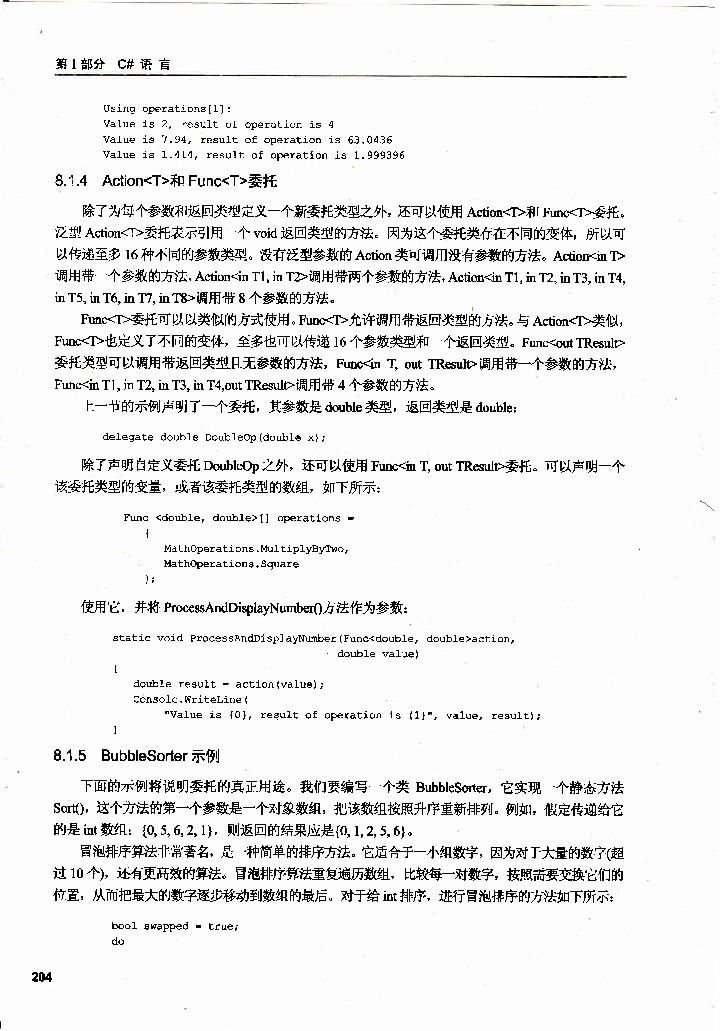 第Ⅰ部分 C# 语 言
Using operations[1]:
Value is 2, result of operation is 4
Value is 7.94, result of operation is 63.0436
Value is 1.414, result of operation is 1.999396
8.1.4 Action<T>和 Func<T>委托
除了为每个参数和返回类型定义一个新委托类型之外，还可以使用 Action<T>和 Func<T>委托。
泛型 Action<T>委托表示引用一个 void 返回类型的方法。因为这个委托类存在不同的变体，所以可
以传递至多 16 种不同的参数类型。没有泛型参数的 Action 类可调用没有参数的方法。Action<in T>
调用带一个参数的方法，Action<in T1, in T2>调用带两个参数的方法，Action<in T1, in T2, in T3, in T4,
in T5, in T6, in T7, in T8>调用带 8 个参数的方法。
Func<T>委托可以以类似的方式使用。Func<T>允许调用带返回类型的方法。与 Action<T>类似，
Func<T>也定义了不同的变体，至多也可以传递 16 个参数类型和一个返回类型。Func<out TResult>
委托类型可以调用带返回类型且无参数的方法，Func<in T, out TResult>调用带一个参数的方法，
Func<in T1, in T2, in T3, in T4,out TResult>调用带 4 个参数的方法。
上一节的示例声明了一个委托，其参数是 double 类型，返回类型是 double：
delegate double DoubleOp(double x);
除了声明自定义委托 DoubleOp 之外，还可以使用 Func<in T, out TResult>委托。可以声明一个
该委托类型的变量，或者该委托类型的数组，如下所示：
Func <double, double>[] operations =
{
MathOperations.MultiplyByTwo,
MathOperations.Square
};
使用它，并将 ProcessAndDisplayNumber()方法作为参数：
static void ProcessAndDisplayNumber(Func<double, double>action,
double value)
{
double result = action(value);
Console.WriteLine(
"Value is {0}, result of operation is {1}", value, result);
}
8.1.5 BubbleSorter 示例
下面的示例将说明委托的真正用途。我们要编写一个类 BubbleSorter，它实现一个静态方法
Sort()，这个方法的第一个参数是一个对象数组，把该数组按照升序重新排列。例如，假定传递给它
的是 int 数组：{0, 5, 6, 2, 1}，则返回的结果应是{0, 1, 2, 5, 6}。
冒泡排序算法非常著名，是一种简单的排序方法。它适合于一小组数字，因为对于大量的数字(超
过 10 个)，还有更高效的算法。冒泡排序算法重复遍历数组，比较每一对数字，按照需要交换它们的
位置，从而把最大的数字逐步移动到数组的最后。对于给 int 排序，进行冒泡排序的方法如下所示：
bool swapped = true;
do
204